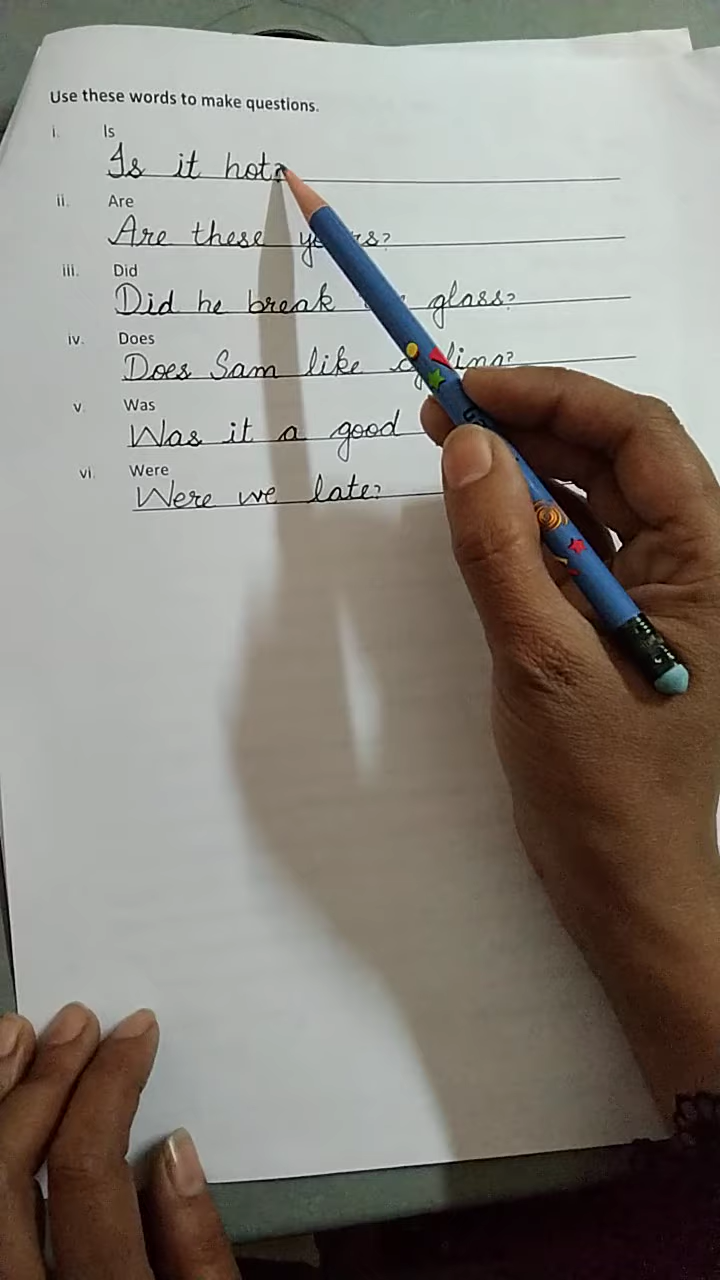 Use these words to make questions.
i. Is
Is it hot?
ii. Are
Are these yours?
iii. Did
Did he break glass?
iv. Does
Does Sam like
v. Was
Was it a good
vi. Were
Were we late?